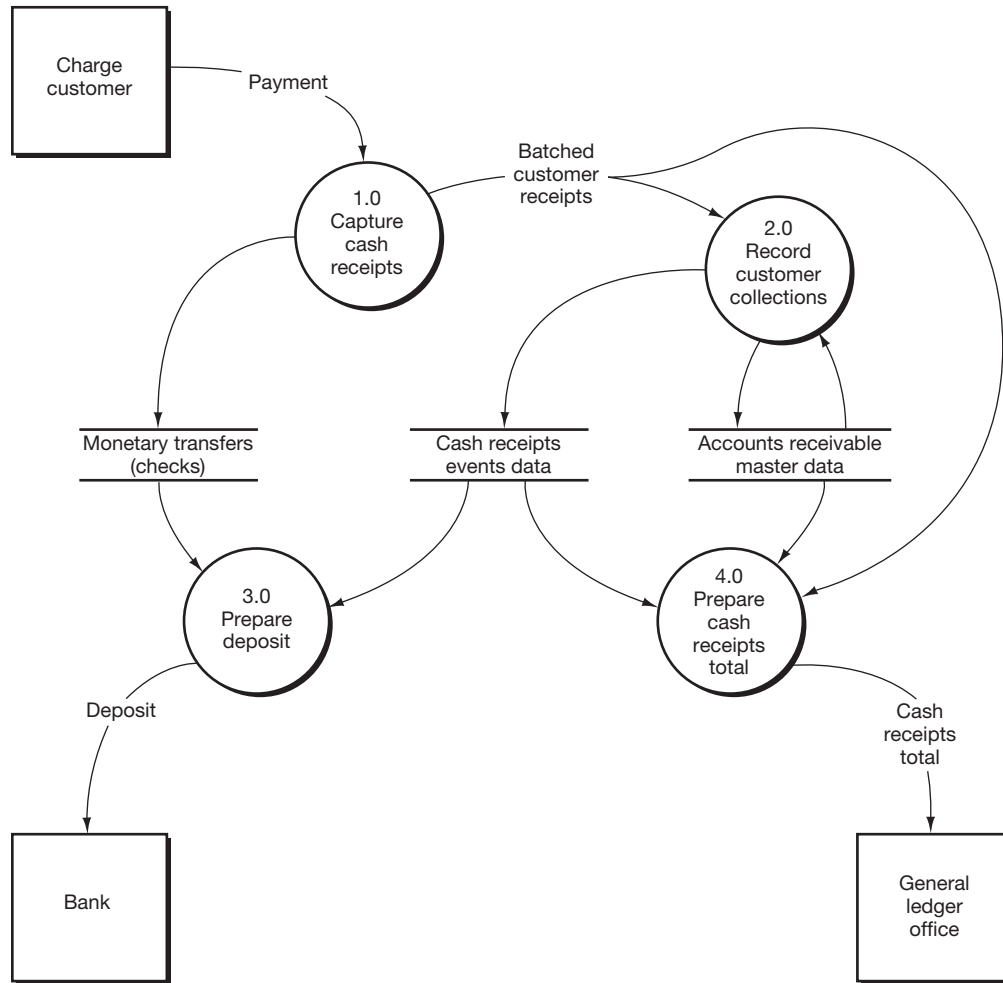 Charge
customer
Payment
1.0
Capture
cash
receipts
Batched
customer
receipts
2.0
Record
customer
collections
Monetary transfers
(checks)
Cash receipts
events data
Accounts receivable
master data
3.0
Prepare
deposit
4.0
Prepare
cash
receipts
total
Deposit
Cash
receipts
total
Bank
General
ledger
office